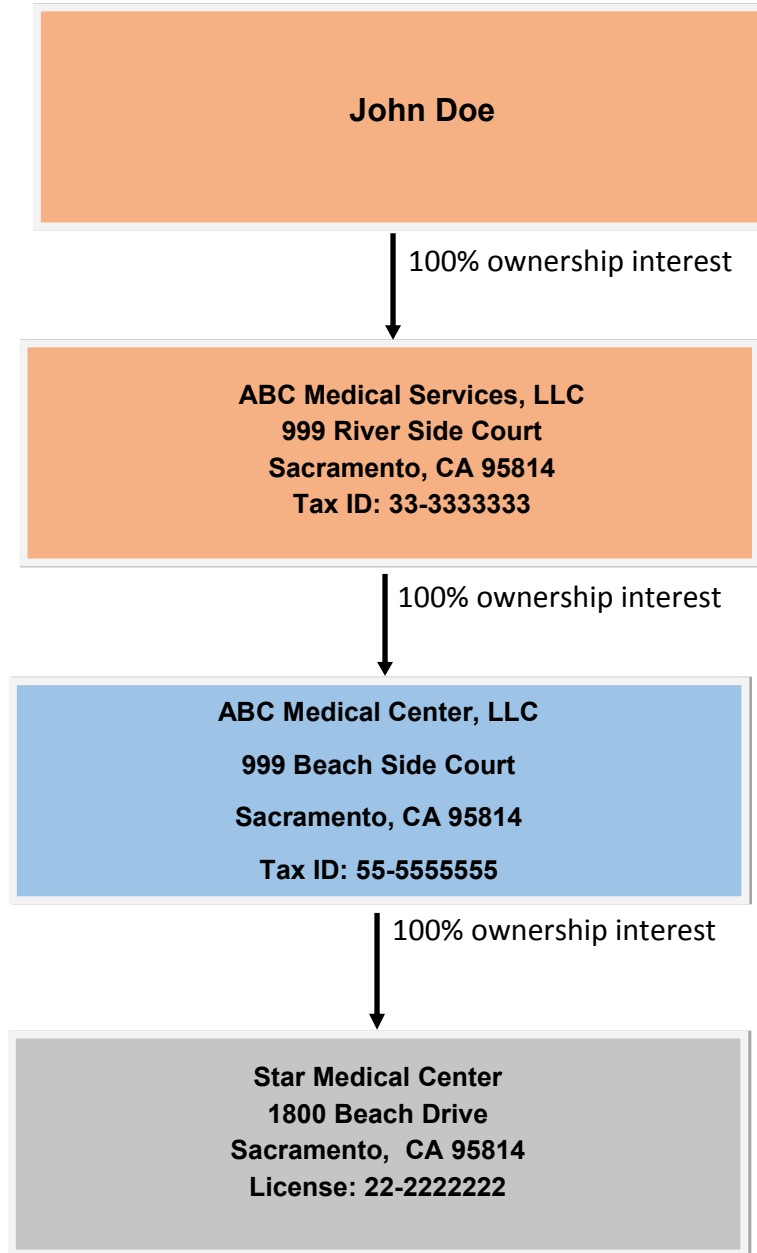 John Doe
100% ownership interest
ABC Medical Services, LLC
999 River Side Court
Sacramento, CA 95814
Tax ID: 33-3333333
100% ownership interest
ABC Medical Center, LLC
999 Beach Side Court
Sacramento, CA 95814
Tax ID: 55-5555555
100% ownership interest
Star Medical Center
1800 Beach Drive
Sacramento, CA 95814
License: 22-2222222